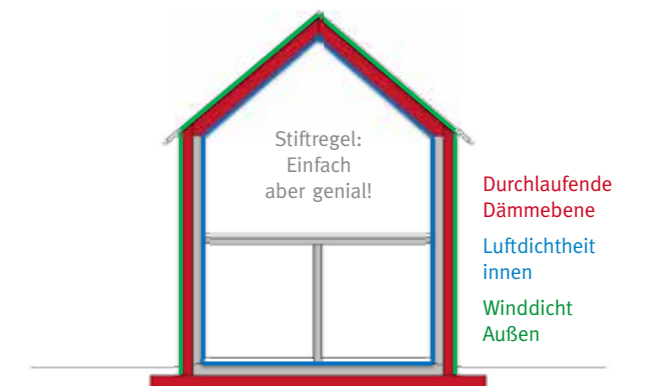 Stiftregel:
Einfach
aber genial!
Durchlaufende
Dämmebene
Luftdichtheit
innen
Winddicht
Außen